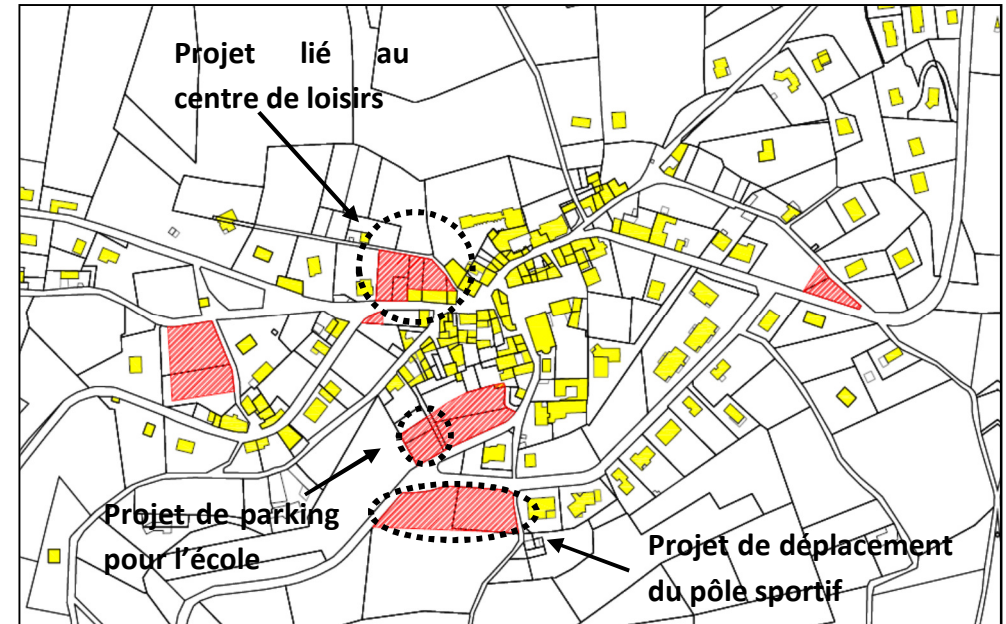 Projet lié au
centre de loisirs
Projet de parking
pour l'école
Projet de déplacement
du pôle sportif